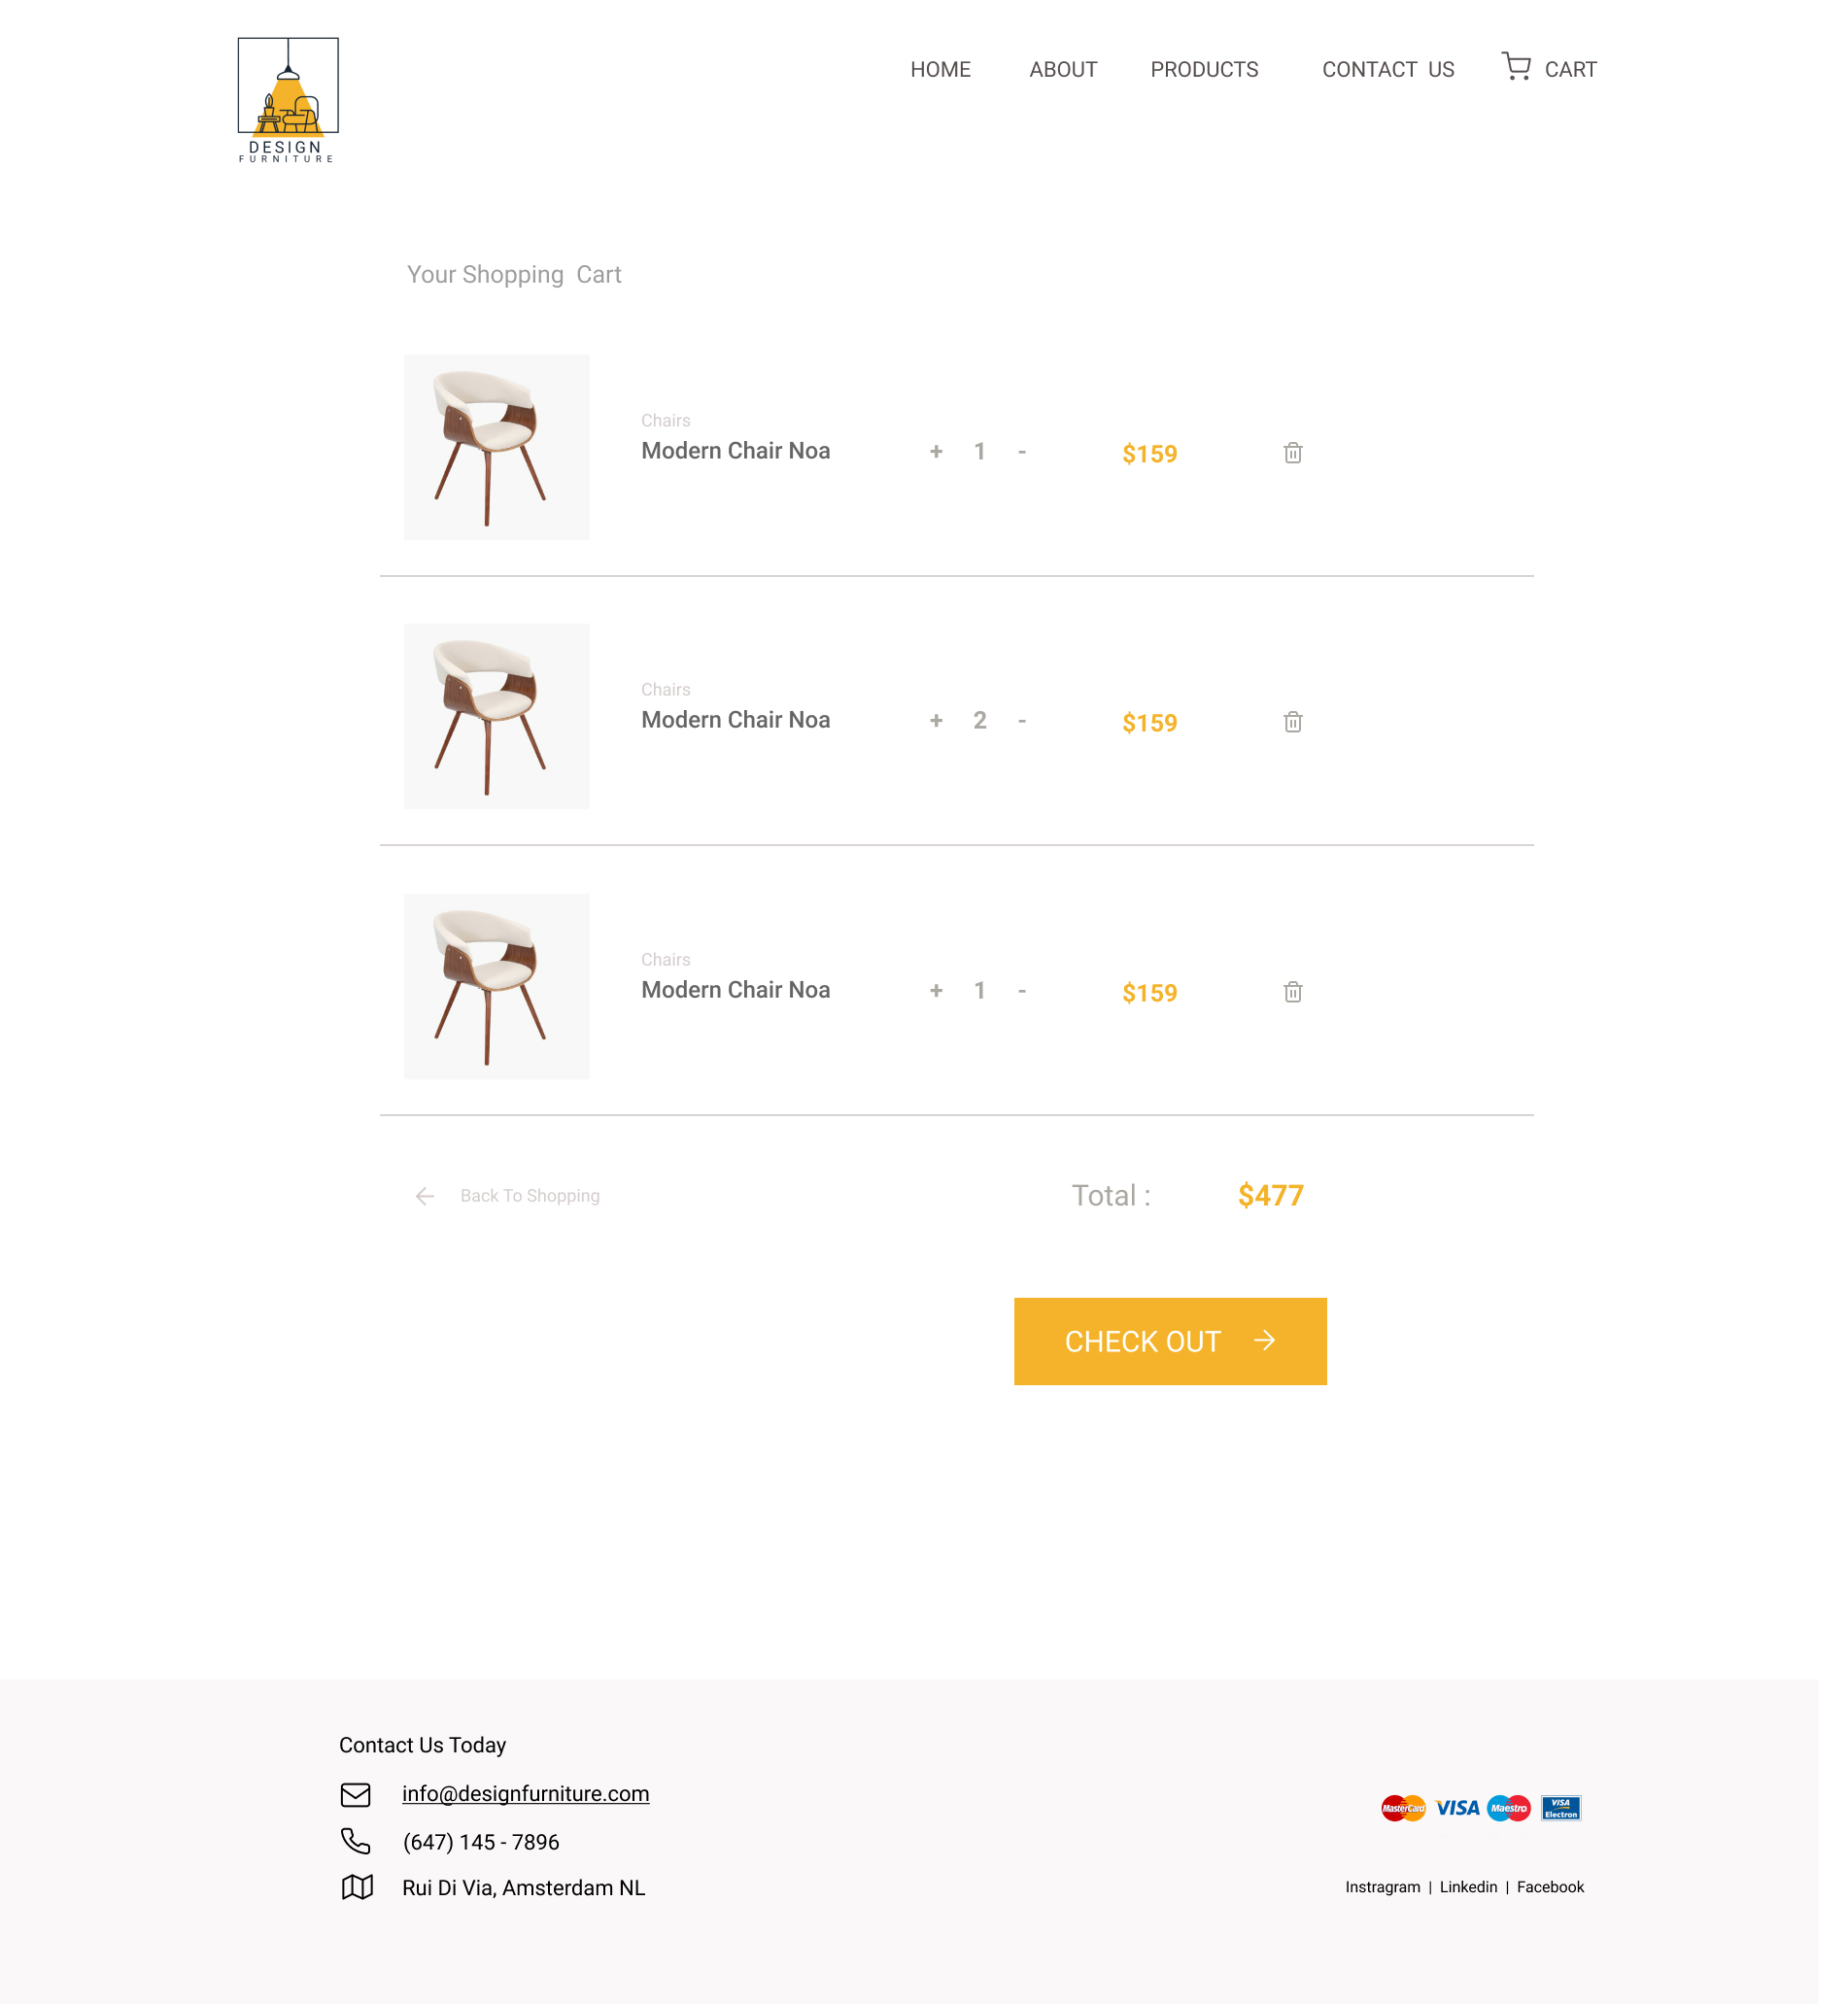 DESIGN
FURNITURE
HOME ABOUT PRODUCTS CONTACT US CART
Your Shopping Cart
Chairs
Modern Chair Noa + 1 - $159
Chairs
Modern Chair Noa + 2 - $159
Chairs
Modern Chair Noa + 1 - $159
Back To Shopping Total : $477
CHECK OUT
Contact Us Today
info@designfurniture.com
MasterCard VISA Maestro VISA Electron
(647) 145 - 7896
Rui Di Via, Amsterdam NL
Instragram | Linkedin | Facebook